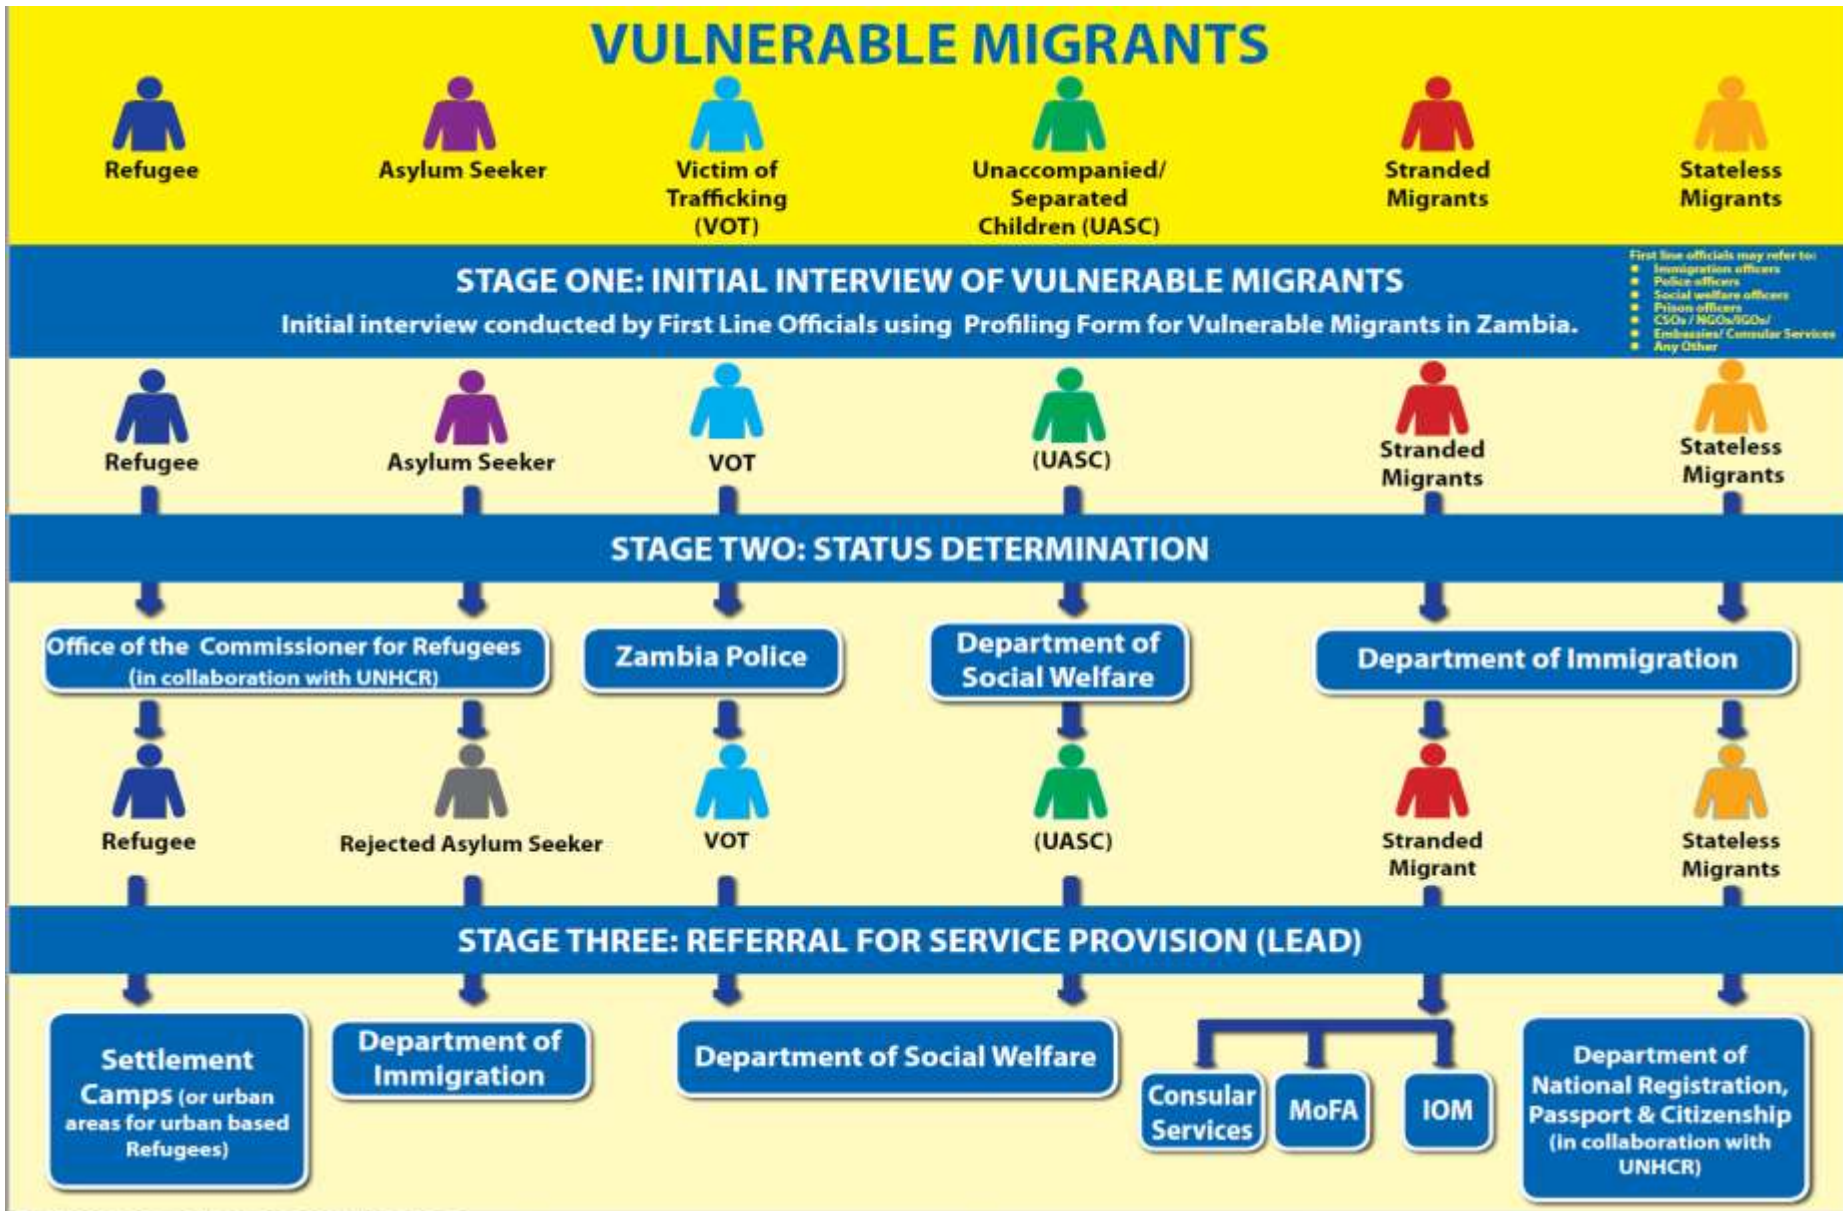 VULNERABLE MIGRANTS
Refugee
Asylum Seeker
Victim of
Trafficking
(VOT)
Unaccompanied/
Separated
Children (UASC)
Stranded
Migrants
Stateless
Migrants
STAGE ONE: INITIAL INTERVIEW OF VULNERABLE MIGRANTS
Initial interview conducted by First Line Officials using Profiling Form for Vulnerable Migrants in Zambia.
First line officials may refer to:
Immigration officers
Police officers
Social welfare officers
Prison officers
CSOs / NGOs/IGOs/
Embassies/ Consular Services
Any Other
Refugee
Asylum Seeker
VOT
(UASC)
Stranded
Migrants
Stateless
Migrants
STAGE TWO: STATUS DETERMINATION
Office of the Commissioner for Refugees
(in collaboration with UNHCR)
Zambia Police
Department of
Social Welfare
Department of Immigration
Refugee
Rejected Asylum Seeker
VOT
(UASC)
Stranded
Migrant
Stateless
Migrants
STAGE THREE: REFERRAL FOR SERVICE PROVISION (LEAD)
Settlement
Camps (or urban
areas for urban based
Refugees)
Department of
Immigration
Department of Social Welfare
Consular
Services
MoFA
IOM
Department of
National Registration,
Passport & Citizenship
(in collaboration with
UNHCR)